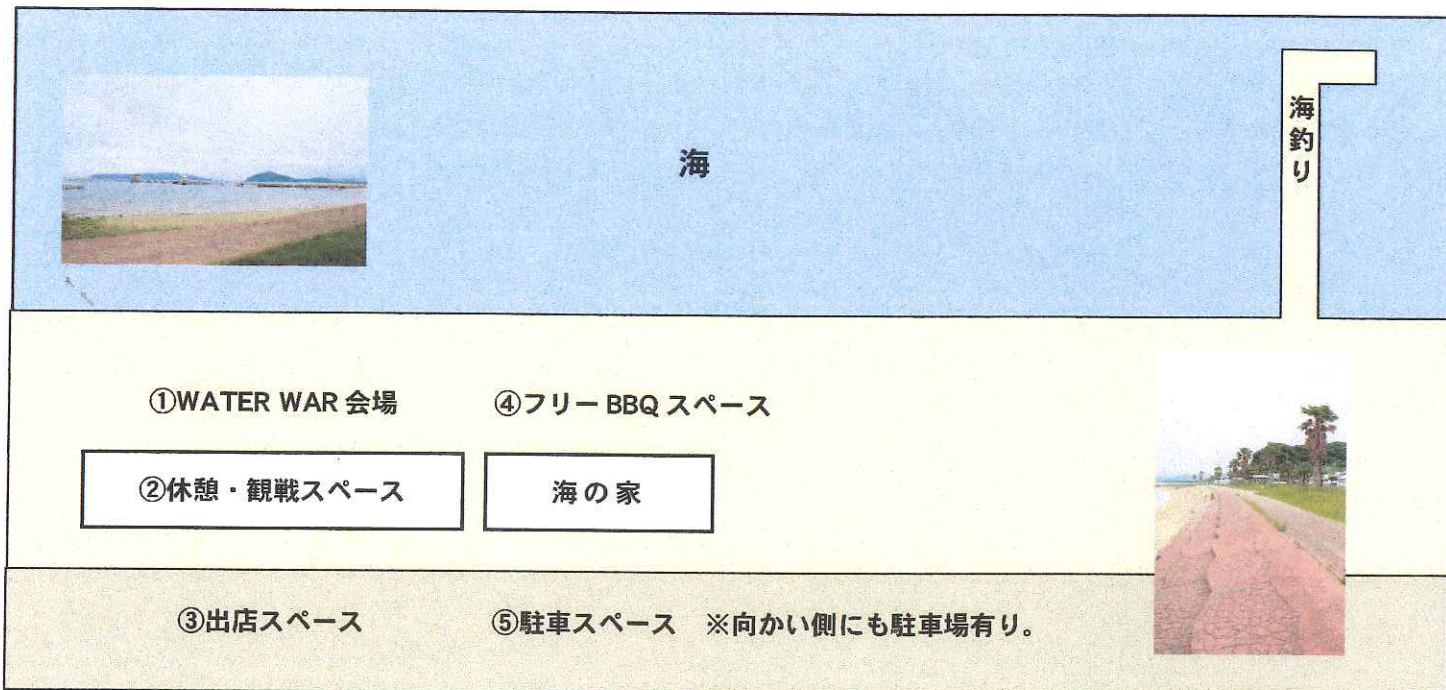 海
海釣り
①WATER WAR 会場
④フリー BBQ スペース
②休憩・観戦スペース
海の家
③出店スペース
⑤駐車スペース ※向かい側にも駐車場有り。